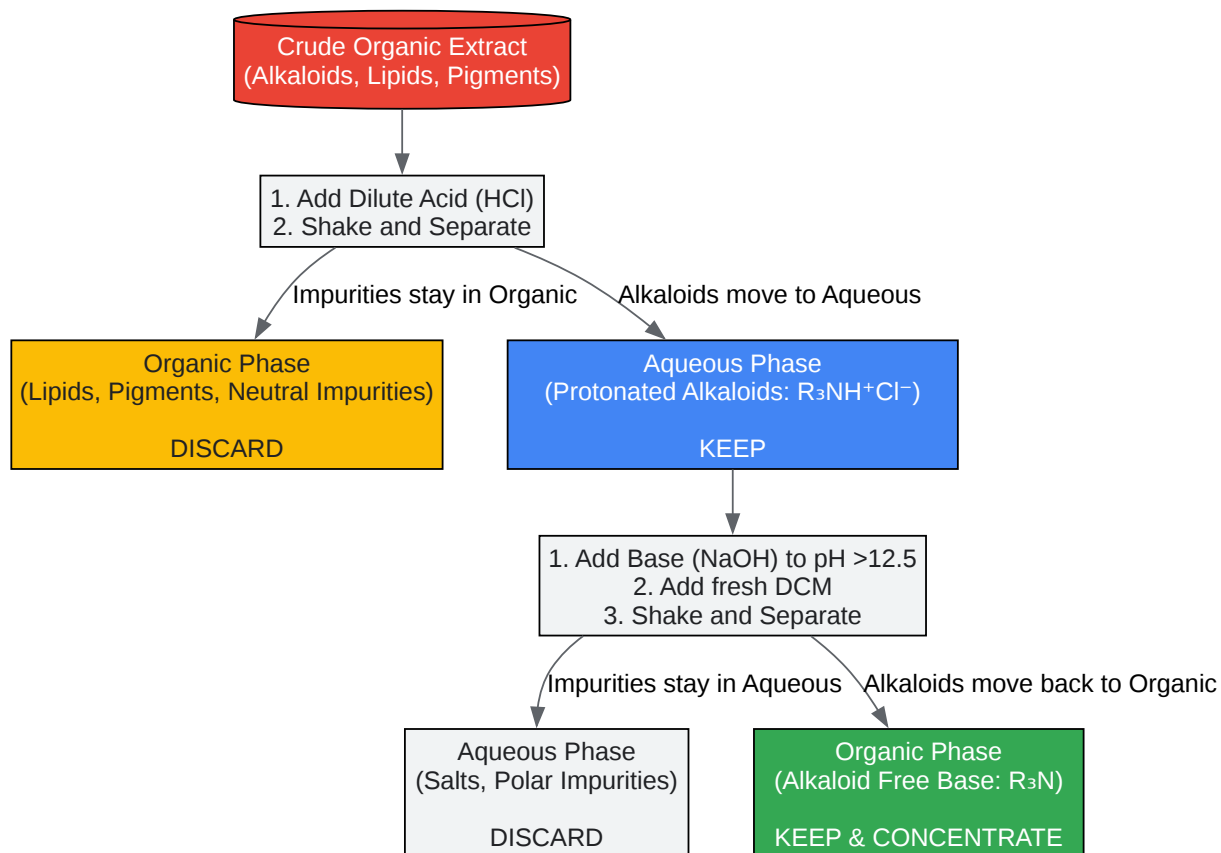 Crude Organic Extract
(Alkaloids, Lipids, Pigments)
1. Add Dilute Acid (HCl)
2. Shake and Separate
Impurities stay in Organic
Alkaloids move to Aqueous
Organic Phase
(Lipids, Pigments, Neutral Impurities)
DISCARD
Aqueous Phase
(Protonated Alkaloids: R₃NH⁺Cl⁻)
KEEP
1. Add Base (NaOH) to pH >12.5
2. Add fresh DCM
3. Shake and Separate
Impurities stay in Aqueous
Alkaloids move back to Organic
Aqueous Phase
(Salts, Polar Impurities)
DISCARD
Organic Phase
(Alkaloid Free Base: R₃N)
KEEP & CONCENTRATE